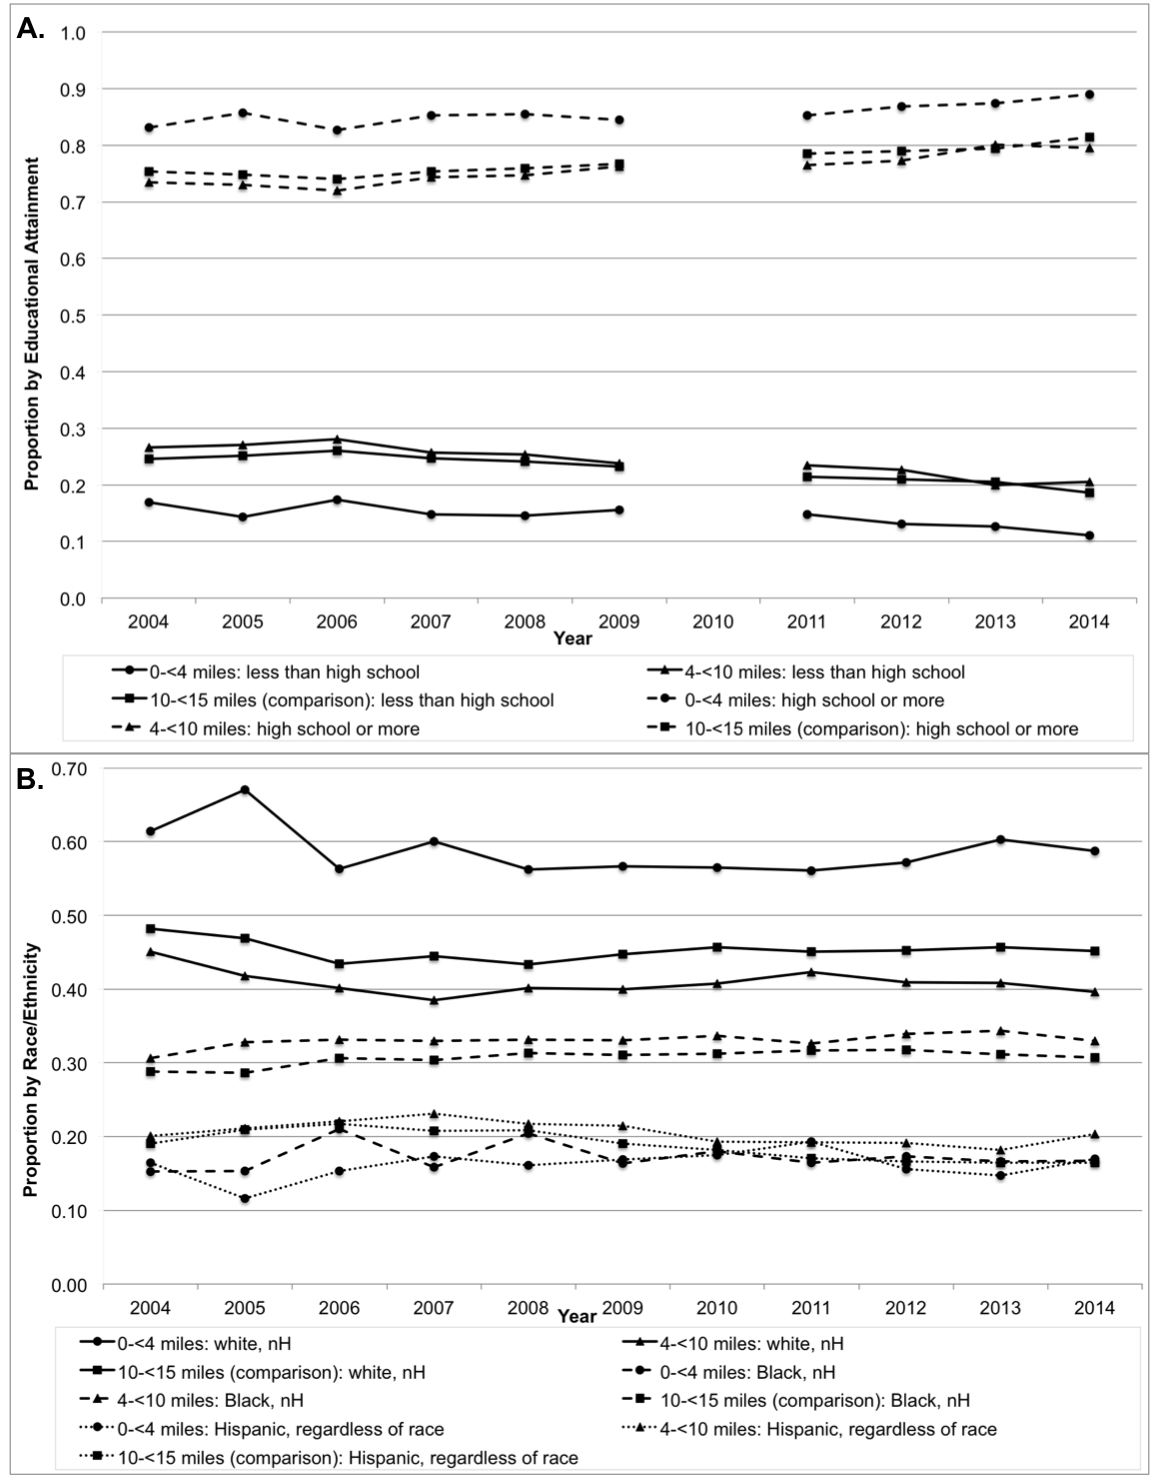 A.
1.0
0.9
0.8
0.7
0.6
0.5
0.4
0.3
0.2
0.1
0.0
Proportion by Educational Attainment
2004 2005 2006 2007 2008 2009 2010 2011 2012 2013 2014
Year
0-<4 miles: less than high school 4-<10 miles: less than high school
10-<15 miles (comparison): less than high school 0-<4 miles: high school or more
4-<10 miles: high school or more 10-<15 miles (comparison): high school or more
B.
0.70
0.60
0.50
0.40
0.30
0.20
0.10
0.00
Proportion by Race/Ethnicity
2004 2005 2006 2007 2008 2009 2010 2011 2012 2013 2014
Year
0-<4 miles: white, nH 4-<10 miles: white, nH
10-<15 miles (comparison): white, nH 0-<4 miles: Black, nH
4-<10 miles: Black, nH 10-<15 miles (comparison): Black, nH
0-<4 miles: Hispanic, regardless of race 4-<10 miles: Hispanic, regardless of race
10-<15 miles (comparison): Hispanic, regardless of race